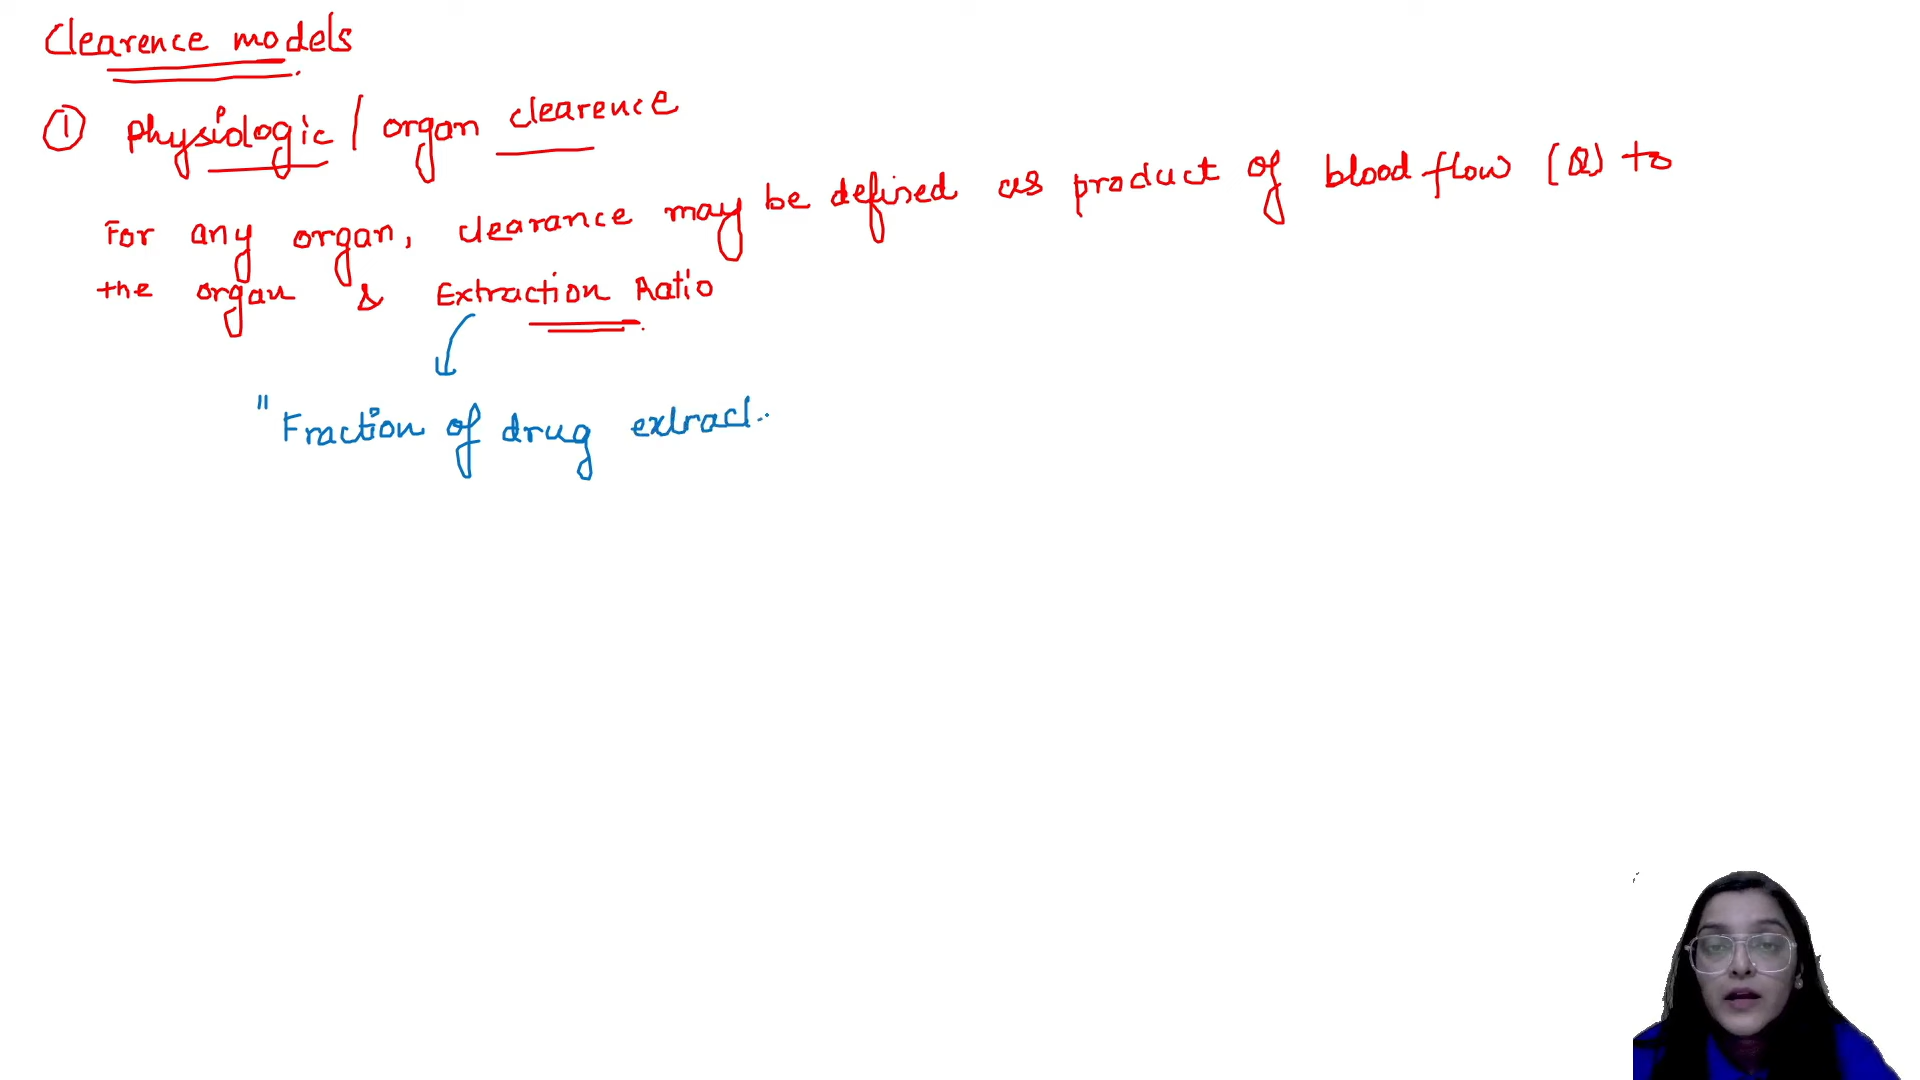 Clearence models
① Physiologic / organ clearence
For any organ, clearance may be defined as product of blood flow (Q) to
the organ & Extraction Ratio
" Fraction of drug extract..